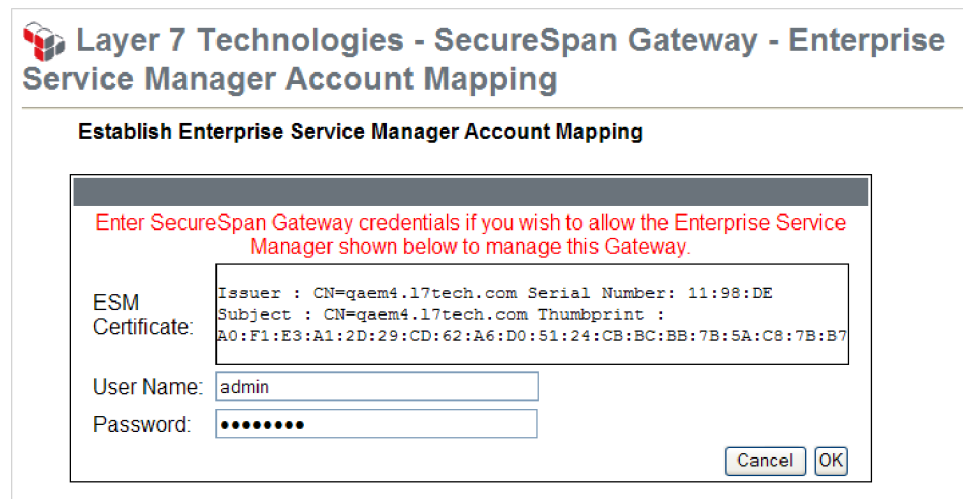 Layer 7 Technologies - SecureSpan Gateway - Enterprise
Service Manager Account Mapping
Establish Enterprise Service Manager Account Mapping
Enter SecureSpan Gateway credentials if you wish to allow the Enterprise Service
Manager shown below to manage this Gateway.
ESM
Certificate:
Issuer : CN=qaem4.l7tech.com Serial Number: 11:98:DE
Subject : CN=qaem4.l7tech.com Thumbprint :
A0:F1:E3:A1:2D:29:CD:62:A6:D0:51:24:CB:BC:BB:7B:5A:C8:7B:B7
User Name: admin
Password: ••••••••
Cancel OK